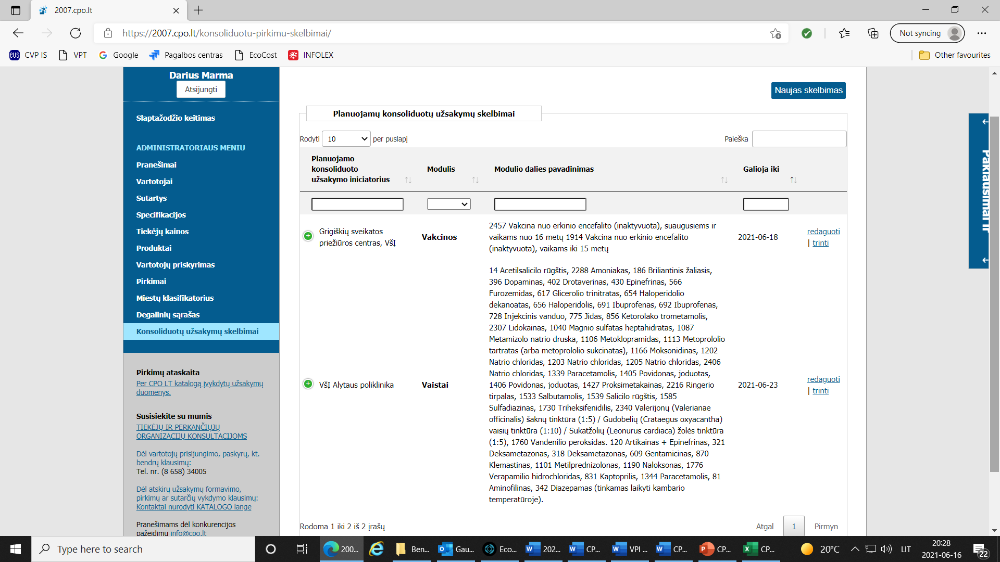 2007.cpo.lt
https://2007.cpo.lt/konsoliduotu-pirkimu-skelbimai/
Not syncing
CVP IS
VPT
Google
Pagalbos centras
EcoCost
INFOLEX
Other favourites
Darius Marma
Atsijungti
Slaptažodžio keitimas
ADMINISTRATORIAUS MENIU
Pranešimai
Vartotojai
Sutartys
Specifikacijos
Tiekėjų kainos
Produktai
Vartotojų priskyrimas
Pirkimai
Miestų klasifikatorius
Degalinių sąrašas
Konsoliduotų užsakymų skelbimai
Pirkimų ataskaita
Per CPO LT katalogą įvykdytų užsakymų
duomenys.
Susisiekite su mumis
TIEKĖJŲ IR PERKANČIŲJŲ
ORGANIZACIJŲ KONSULTACIJOMS
Dėl vartotojų prisijungimo, paskyrų, kt.
bendrų klausimų:
Tel. nr. (8 658) 34005
Dėl atskirų užsakymų formavimo,
pirkimų ar sutarčių vykdymo klausimų:
Kontaktai nurodyti KATALOGO lange
Pranešimams dėl konkurencijos
pažeidimų info@cpo.lt
Naujas skelbimas
Planuojamų konsoliduotų užsakymų skelbimai
Rodyti 10 per puslapį
Paieška
Planuojamo
konsoliduoto
užsakymo iniciatorius
Modulis
Modulio dalies pavadinimas
Galioja iki
Grigiškių sveikatos
priežiūros centras, VšĮ
Vakcinos
2457 Vakcina nuo erkinio encefalito (inaktyvuota), suaugusiems ir
vaikams nuo 16 metų 1914 Vakcina nuo erkinio encefalito
(inaktyvuota), vaikams iki 15 metų
2021-06-18
redaguoti
| trinti
VšĮ Alytaus poliklinika
Vaistai
14 Acetilsalicilo rūgštis, 2288 Amoniakas, 186 Briliantinis žaliasis,
396 Dopaminas, 402 Drotaverinas, 430 Epinefrinas, 566
Furozemidas, 617 Glicerolio trinitratas, 654 Haloperidolio
dekanoatas, 656 Haloperidolis, 691 Ibuprofenas, 692 Ibuprofenas,
728 Injekcinis vanduo, 775 Jidas, 856 Ketorolako trometamolis,
2307 Lidokainas, 1040 Magnio sulfatas heptahidratas, 1087
Metamizolo natrio druska, 1106 Metoklopramidas, 1113 Metoprololio
tartratas (arba metoprololio sukcinatas), 1166 Moksonidinas, 1202
Natrio chloridas, 1203 Natrio chloridas, 1205 Natrio chloridas, 2406
Natrio chloridas, 1339 Paracetamolis, 1405 Povidonas, joduotas,
1406 Povidonas, joduotas, 1427 Proksimetakainas, 2216 Ringerio
tirpalas, 1533 Salbutamolis, 1539 Salicilo rūgštis, 1585
Sulfadiazinas, 1730 Triheksifenidilis, 2340 Valerijonų (Valerianae
officinalis) šaknų tinktūra (1:5) / Gudobelių (Crataegus oxyacantha)
vaisių tinktūra (1:10) / Sukatžolių (Leonurus cardiaca) žolės tinktūra
(1:5), 1760 Vandenilio peroksidas. 120 Artikainas + Epinefrinas, 321
Deksametazonas, 318 Deksametazonas, 609 Gentamicinas, 870
Klemastinas, 1101 Metilprednizolonas, 1190 Naloksonas, 1776
Verapamilio hidrochloridas, 831 Kaptoprilis, 1344 Paracetamolis, 81
Aminofilinas, 342 Diazepamas (tinkamas laikyti kambario
temperatūroje).
2021-06-23
redaguoti
| trinti
Rodoma 1 iki 2 iš 2 įrašų
Atgal 1 Pirmyn
Paklausimai ir
Type here to search
200...
Ben...
Gau...
Eco...
202...
CP...
VPI ...
CP...
CP...
CP...
20°C
LIT
20:28
2021-06-16
22